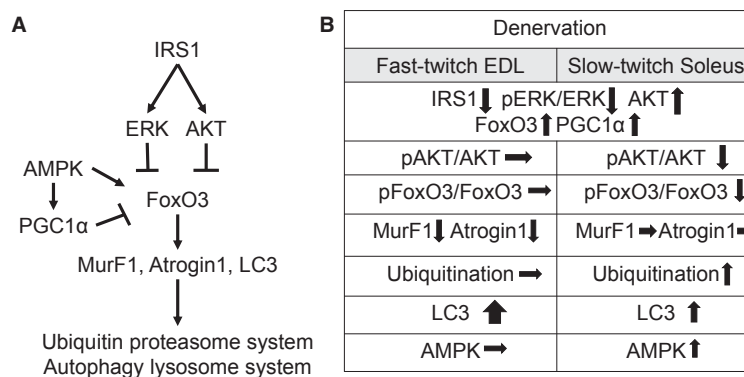 A
IRS1
ERK AKT
AMPK
FoxO3
PGC1α
MurF1, Atrogin1, LC3
Ubiquitin proteasome system
Autophagy lysosome system
B
Denervation
Fast-twitch EDL Slow-twitch Soleus
IRS1 pERK/ERK AKT
FoxO3 PGC1α
pAKT/AKT pAKT/AKT
pFoxO3/FoxO3 pFoxO3/FoxO3
MurF1 Atrogin1 MurF1 Atrogin1
Ubiquitination Ubiquitination
LC3 LC3
AMPK AMPK